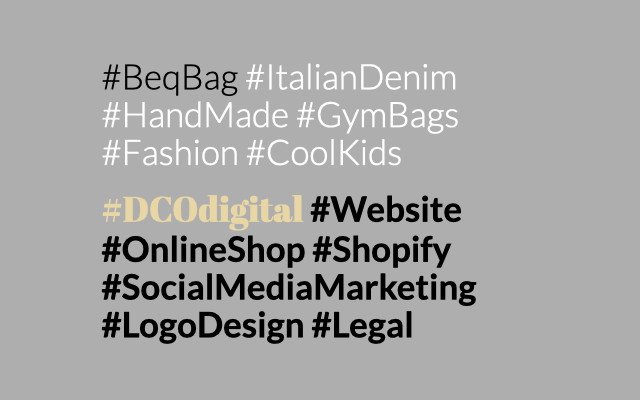 #BeqBag #ItalianDenim
#HandMade #GymBags
#Fashion #CoolKids
#DCOdigital #Website
#OnlineShop #Shopify
#SocialMediaMarketing
#LogoDesign #Legal